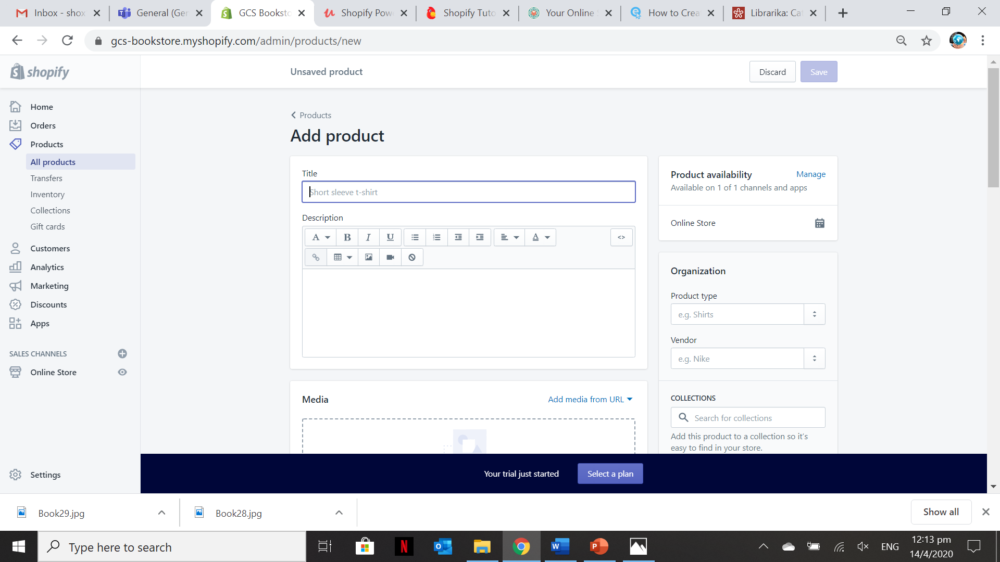 Inbox - shox
General (Ger
GCS Booksto
Shopify Pow
Shopify Tuto
Your Online S
How to Crea
Librarika: Cat
gcs-bookstore.myshopify.com/admin/products/new
shopify
Unsaved product
Discard
Save
Home
Orders
Products
All products
Transfers
Inventory
Collections
Gift cards
Customers
Analytics
Marketing
Discounts
Apps
SALES CHANNELS
Online Store
Settings
Products
Add product
Title
Short sleeve t-shirt
Description
A B I U A <>
Media
Add media from URL
Product availability
Manage
Available on 1 of 1 channels and apps
Online Store
Organization
Product type
e.g. Shirts
Vendor
e.g. Nike
COLLECTIONS
Search for collections
Add this product to a collection so it's
easy to find in your store.
Your trial just started
Select a plan
Book29.jpg
Book28.jpg
Show all
Type here to search
ENG
12:13 pm
14/4/2020